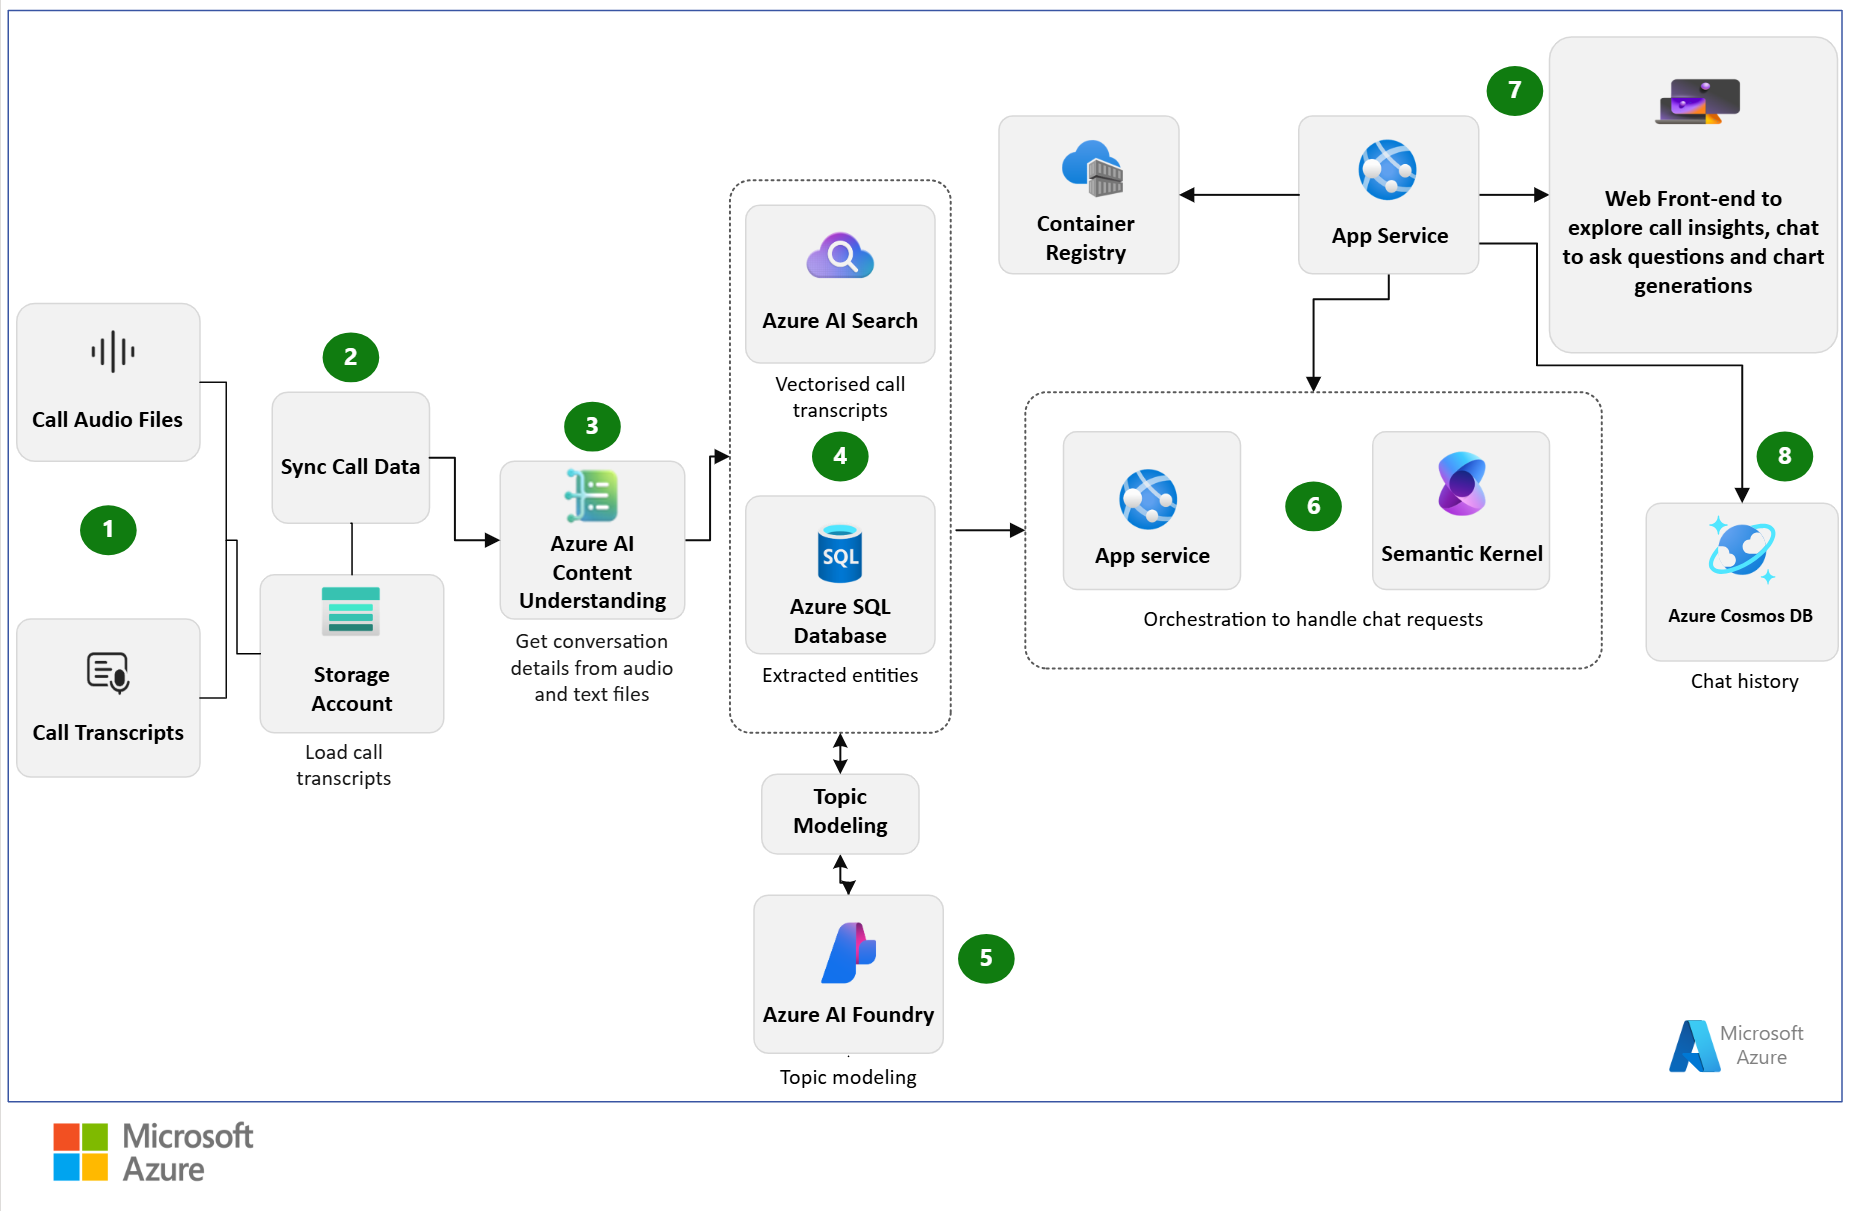 1
Call Audio Files
Call Transcripts
2
Sync Call Data
Storage
Account
Load call
transcripts
3
Azure AI
Content
Understanding
Get conversation
details from audio
and text files
Azure AI Search
Vectorised call
transcripts
4
SQL
Azure SQL
Database
Extracted entities
Topic
Modeling
5
Azure AI Foundry
Topic modeling
Container
Registry
App Service
7
Web Front-end to
explore call insights, chat
to ask questions and chart
generations
App service
6
Semantic Kernel
Orchestration to handle chat requests
8
Azure Cosmos DB
Chat history
Microsoft
Azure
Microsoft
Azure